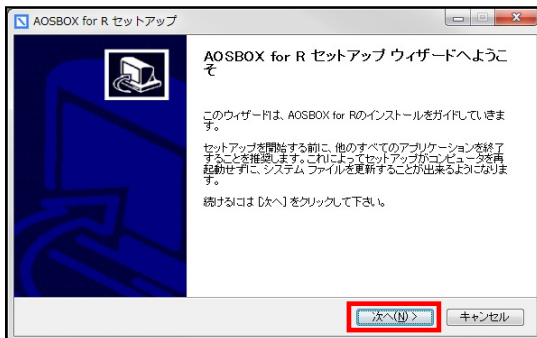 AOSBOX for R セットアップ
AOSBOX for R セットアップ ウィザードへようこ
そ
このウィザードは、AOSBOX for Rのインストールをガイドしていきま
す。
セットアップを開始する前に、他のすべてのアプリケーションを終了
することを推奨します。これによってセットアップがコンピュータを再
起動せずに、システム ファイルを更新することが出来るようになりま
す。
続けるには [次へ] をクリックして下さい。
次へ(N) >
キャンセル